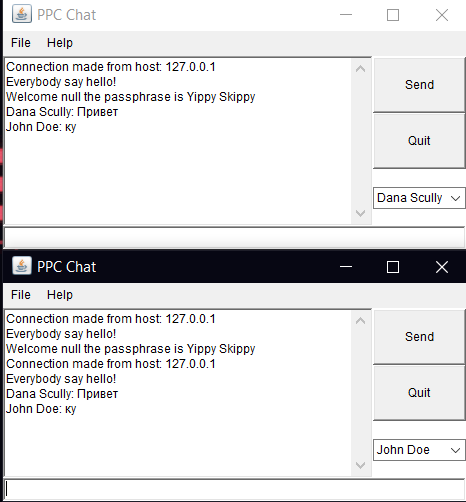 PPC Chat
File Help
Connection made from host: 127.0.0.1
Everybody say hello!
Welcome null the passphrase is Yippy Skippy
Dana Scully: Привет
John Doe: ку
Send
Quit
Dana Scully
PPC Chat
File Help
Connection made from host: 127.0.0.1
Everybody say hello!
Welcome null the passphrase is Yippy Skippy
Connection made from host: 127.0.0.1
Everybody say hello!
Dana Scully: Привет
John Doe: ку
Send
Quit
John Doe